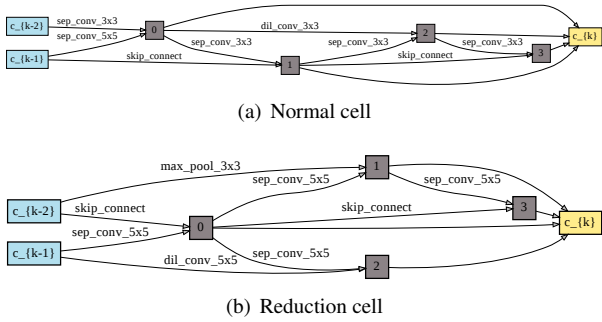 c_{k-2}
sep_conv_3x3
0
dil_conv_3x3
2
c_{k}
sep_conv_5x5
sep_conv_3x3
sep_conv_3x3
sep_conv_3x3
3
c_{k-1}
skip_connect
1
skip_connect
(a) Normal cell
max_pool_3x3
1
sep_conv_5x5
sep_conv_5x5
c_{k-2}
skip_connect
skip_connect
3
c_{k}
0
sep_conv_5x5
c_{k-1}
sep_conv_5x5
dil_conv_5x5
2
(b) Reduction cell